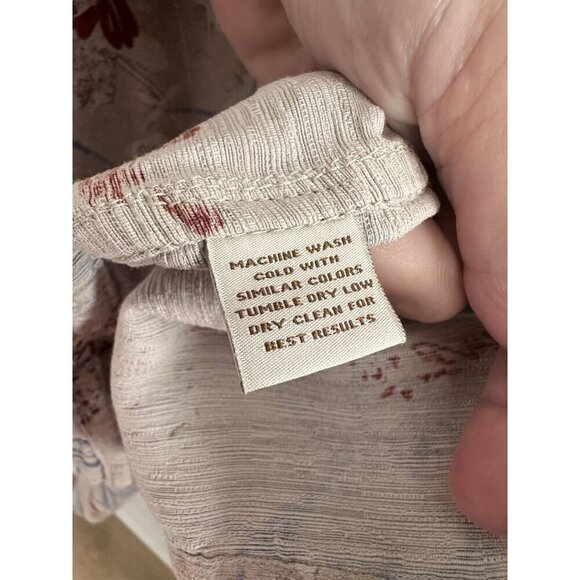 MACHINE WASH
COLD WITH
SIMILAR COLORS
TUMBLE DRY LOW
DRY CLEAN FOR
BEST RESULTS